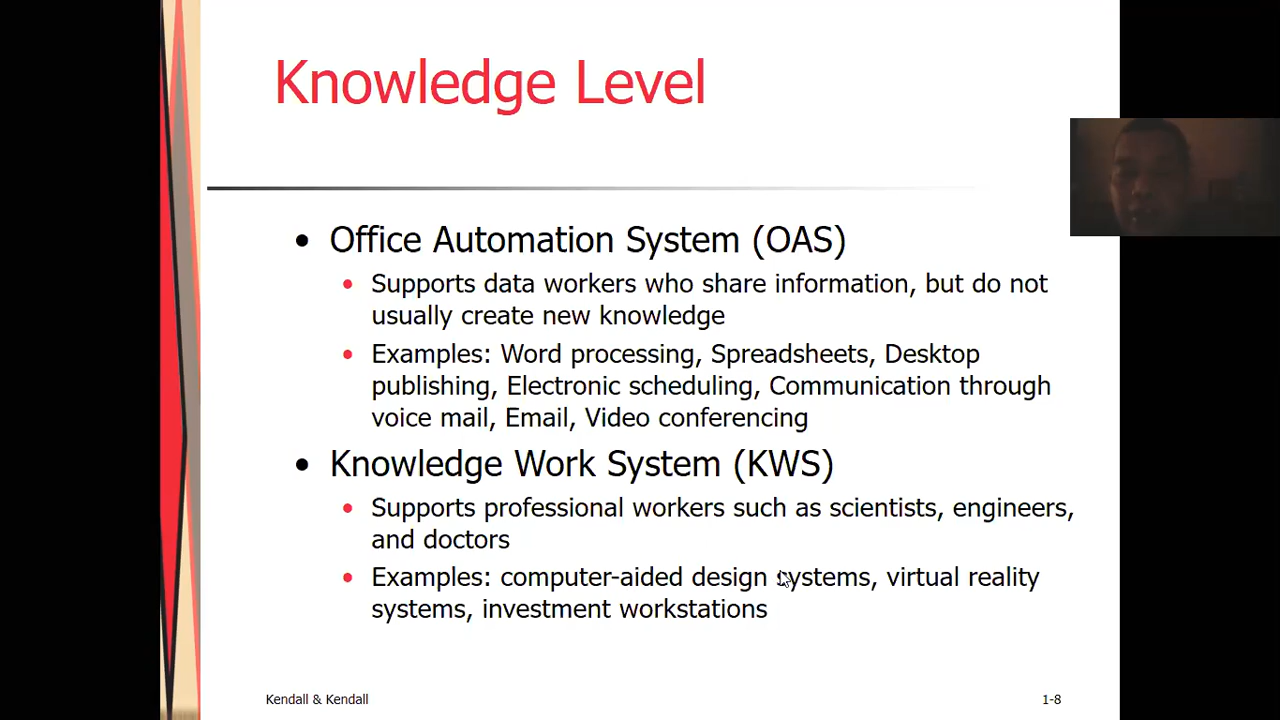 Knowledge Level
• Office Automation System (OAS)
• Supports data workers who share information, but do not
usually create new knowledge
• Examples: Word processing, Spreadsheets, Desktop
publishing, Electronic scheduling, Communication through
voice mail, Email, Video conferencing
• Knowledge Work System (KWS)
• Supports professional workers such as scientists, engineers,
and doctors
• Examples: computer-aided design systems, virtual reality
systems, investment workstations
Kendall & Kendall
1-8